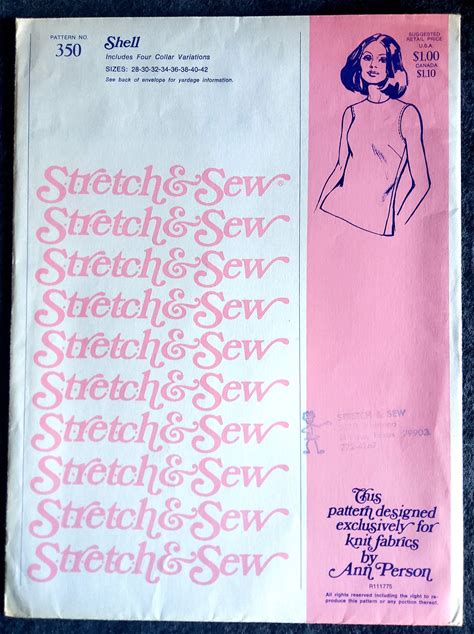 PATTERN NO.
350
Shell
Includes Four Collar Variations
SIZES: 28-30-32-34-36-38-40-42
See back of envelope for yardage information.
SUGGESTED
RETAIL PRICE
U.S.A.
$1.00
CANADA
$1.10
Stretch&Sew®
Stretch&Sew
Stretch&Sew
Stretch&Sew
Stretch&Sew
Stretch&Sew
Stretch&Sew
Stretch&Sew
Stretch&Sew
Stretch&Sew
STRETCH & SEW
79903
This
pattern designed
exclusively for
knit fabrics
by
Ann Person
R111775
All rights reserved including the right to re-
produce this pattern or any portion thereof.